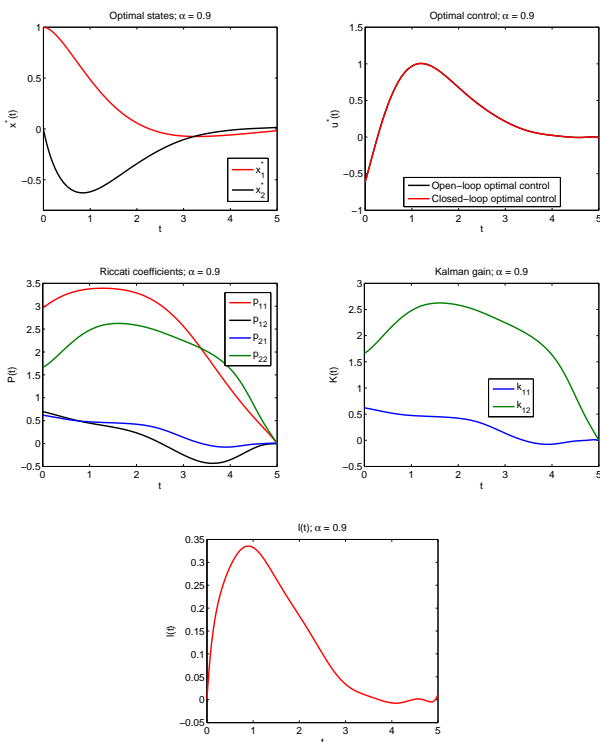 Optimal states; α = 0.9
1
0.5
0
−0.5
0 1 2 3 4 5
t
x*(t)
x1*
x2*
Optimal control; α = 0.9
1.5
1
0.5
0
−0.5
−1
0 1 2 3 4 5
t
u*(t)
Open−loop optimal control
Closed−loop optimal control
Riccati coefficients; α = 0.9
3.5
3
2.5
2
1.5
1
0.5
0
−0.5
0 1 2 3 4 5
t
P(t)
p11
p12
p21
p22
Kalman gain; α = 0.9
3
2.5
2
1.5
1
0.5
0
−0.5
0 1 2 3 4 5
t
K(t)
k11
k12
I(t); α = 0.9
0.35
0.3
0.25
0.2
0.15
0.1
0.05
0
−0.05
0 1 2 3 4 5
t
I(t)